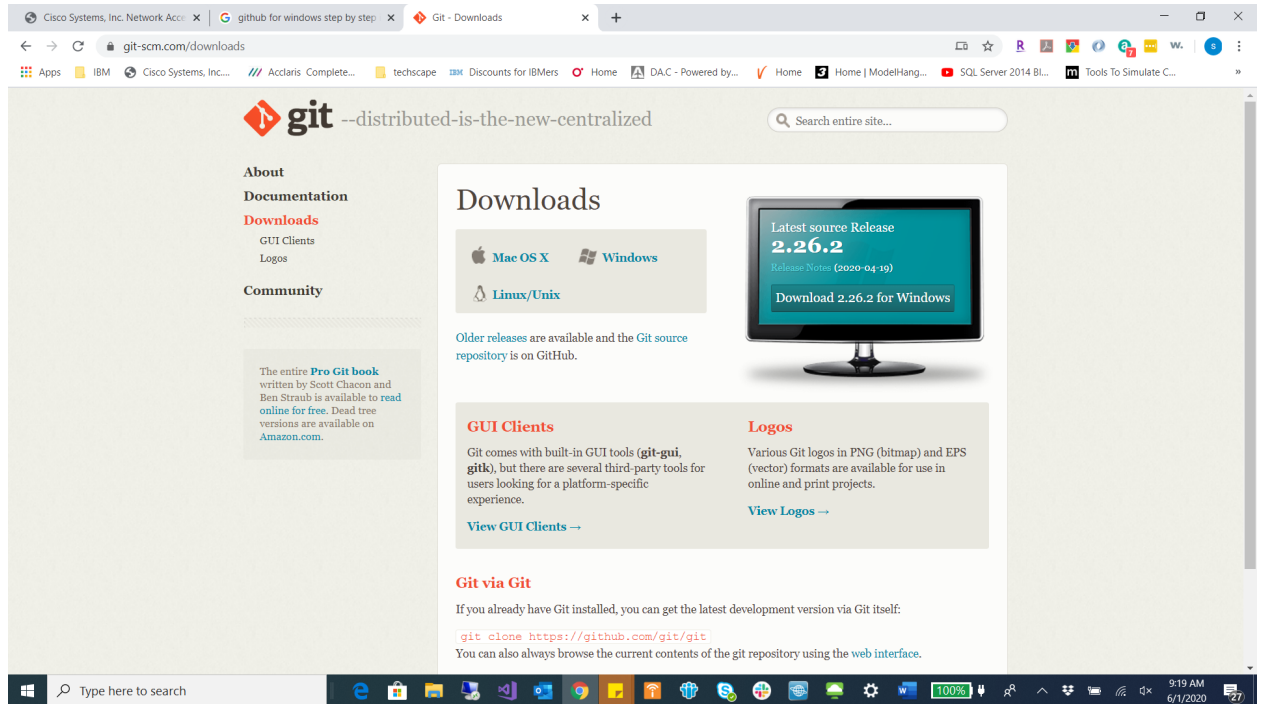 Cisco Systems, Inc. Network Acce
github for windows step by step
Git - Downloads
git-scm.com/downloads
Apps
IBM
Cisco Systems, Inc....
Acclaris Complete...
techscape
IBM Discounts for IBMers
Home
DA.C - Powered by...
Home
3 Home | ModelHang...
SQL Server 2014 BI...
m Tools To Simulate C...
»
git --distributed-is-the-new-centralized
Search entire site...
About
Documentation
Downloads
GUI Clients
Logos
Community
The entire Pro Git book
written by Scott Chacon and
Ben Straub is available to read
online for free. Dead tree
versions are available on
Amazon.com.
Downloads
Mac OS X
Windows
Linux/Unix
Older releases are available and the Git source
repository is on GitHub.
Latest source Release
2.26.2
Release Notes (2020-04-19)
Download 2.26.2 for Windows
GUI Clients
Git comes with built-in GUI tools (git-gui,
gitk), but there are several third-party tools for
users looking for a platform-specific
experience.
View GUI Clients →
Logos
Various Git logos in PNG (bitmap) and EPS
(vector) formats are available for use in
online and print projects.
View Logos →
Git via Git
If you already have Git installed, you can get the latest development version via Git itself:
git clone https://github.com/git/git
You can also always browse the current contents of the git repository using the web interface.
Type here to search
100%
9:19 AM
6/1/2020
27